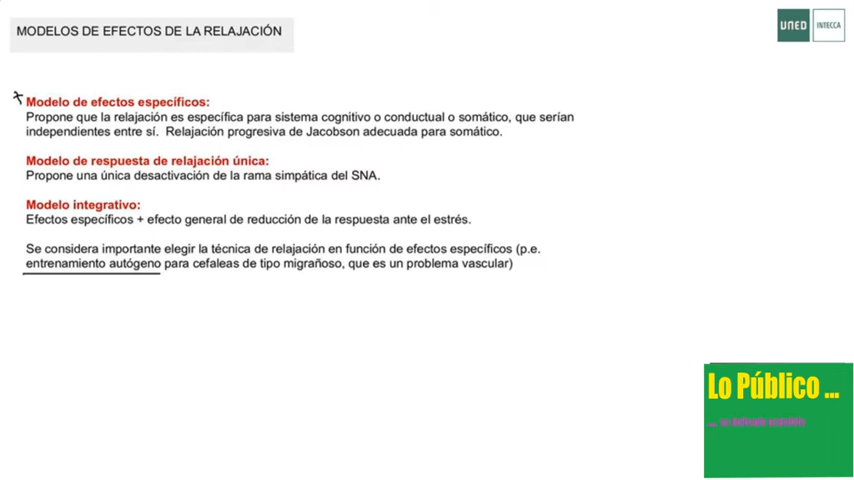 MODELOS DE EFECTOS DE LA RELAJACIÓN
UNED
INTECCA
Modelo de efectos específicos:
Propone que la relajación es específica para sistema cognitivo o conductual o somático, que serían
independientes entre sí. Relajación progresiva de Jacobson adecuada para somático.
Modelo de respuesta de relajación única:
Propone una única desactivación de la rama simpática del SNA.
Modelo integrativo:
Efectos específicos + efecto general de reducción de la respuesta ante el estrés.
Se considera importante elegir la técnica de relajación en función de efectos específicos (p.e.
entrenamiento autógeno para cefaleas de tipo migrañoso, que es un problema vascular)
Lo Público ...